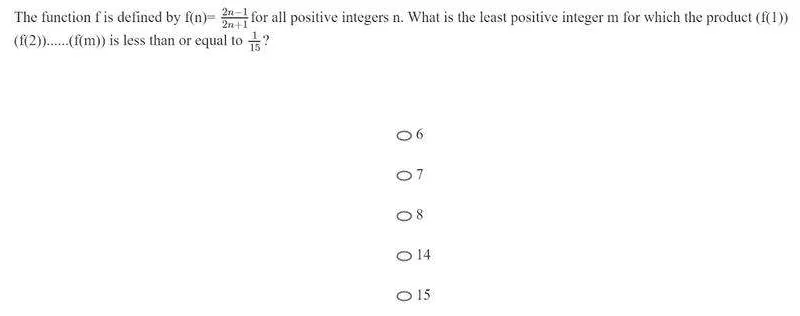 The function f is defined by f(n)= \frac{2n-1}{2n+1} for all positive integers n. What is the least positive integer m for which the product (f(1))
(f(2))......(f(m)) is less than or equal to \frac{1}{15}?
6
7
8
14
15